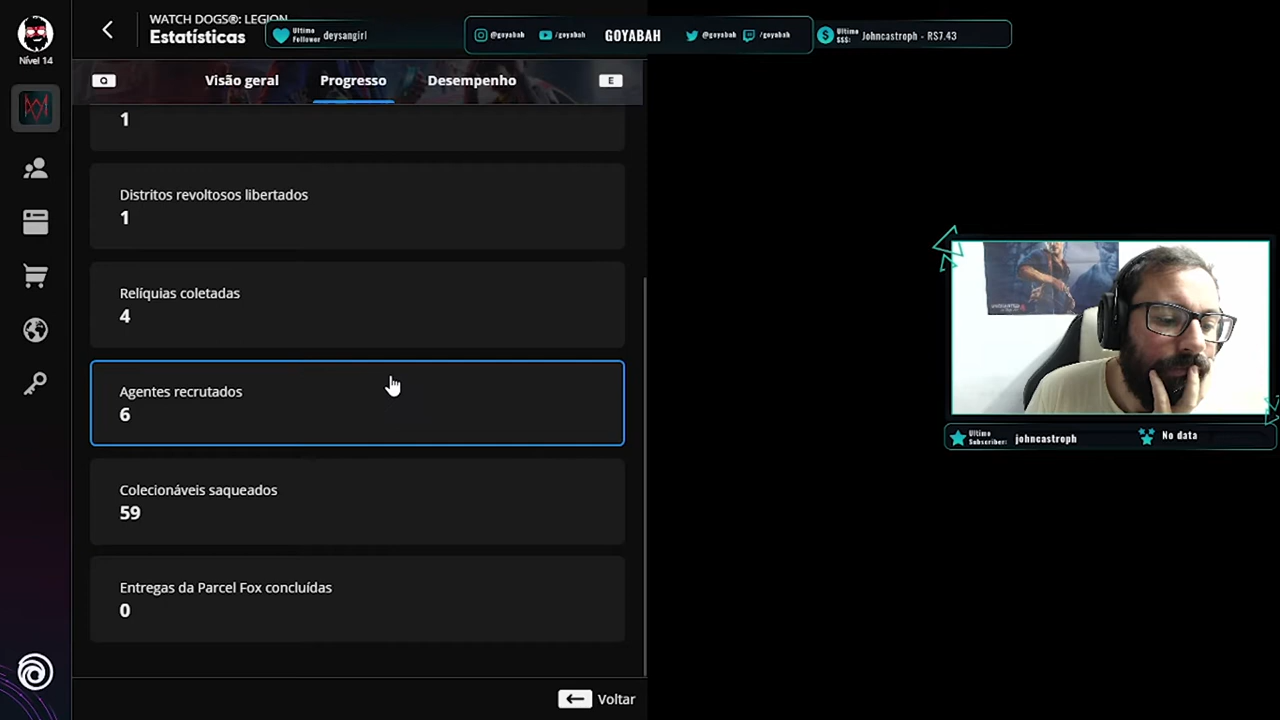 WATCH DOGS®: LEGION
Estatísticas
Nível 14
Ultimo Follower deysangirl
@goyabah /goyabah GOYABAH @goyabah /goyabah
Ultimo SSS: Johncastroph - RS7.43
Q Visão geral Progresso Desempenho E
1
Distritos revoltosos libertados
1
Relíquias coletadas
4
Agentes recrutados
6
Colecionáveis saqueados
59
Entregas da Parcel Fox concluídas
0
Voltar
Ultimo Subscriber: johncastroph No data